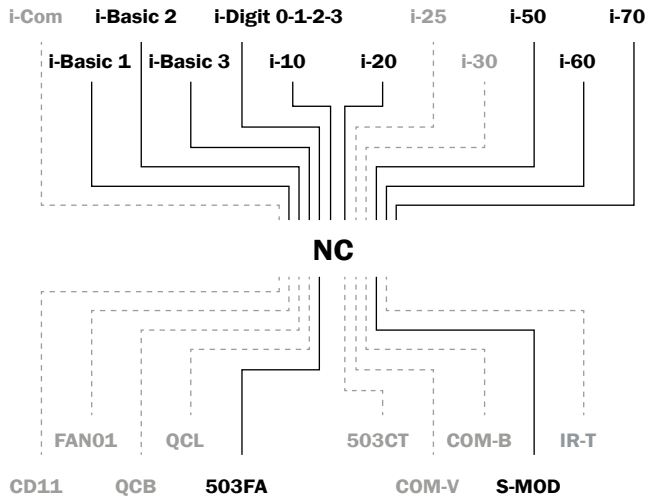 i-Com i-Basic 2 i-Digit 0-1-2-3 i-25 i-50 i-70
i-Basic 1 i-Basic 3 i-10 i-20 i-30 i-60
NC
FAN01 QCL 503CT COM-B IR-T
CD11 QCB 503FA COM-V S-MOD